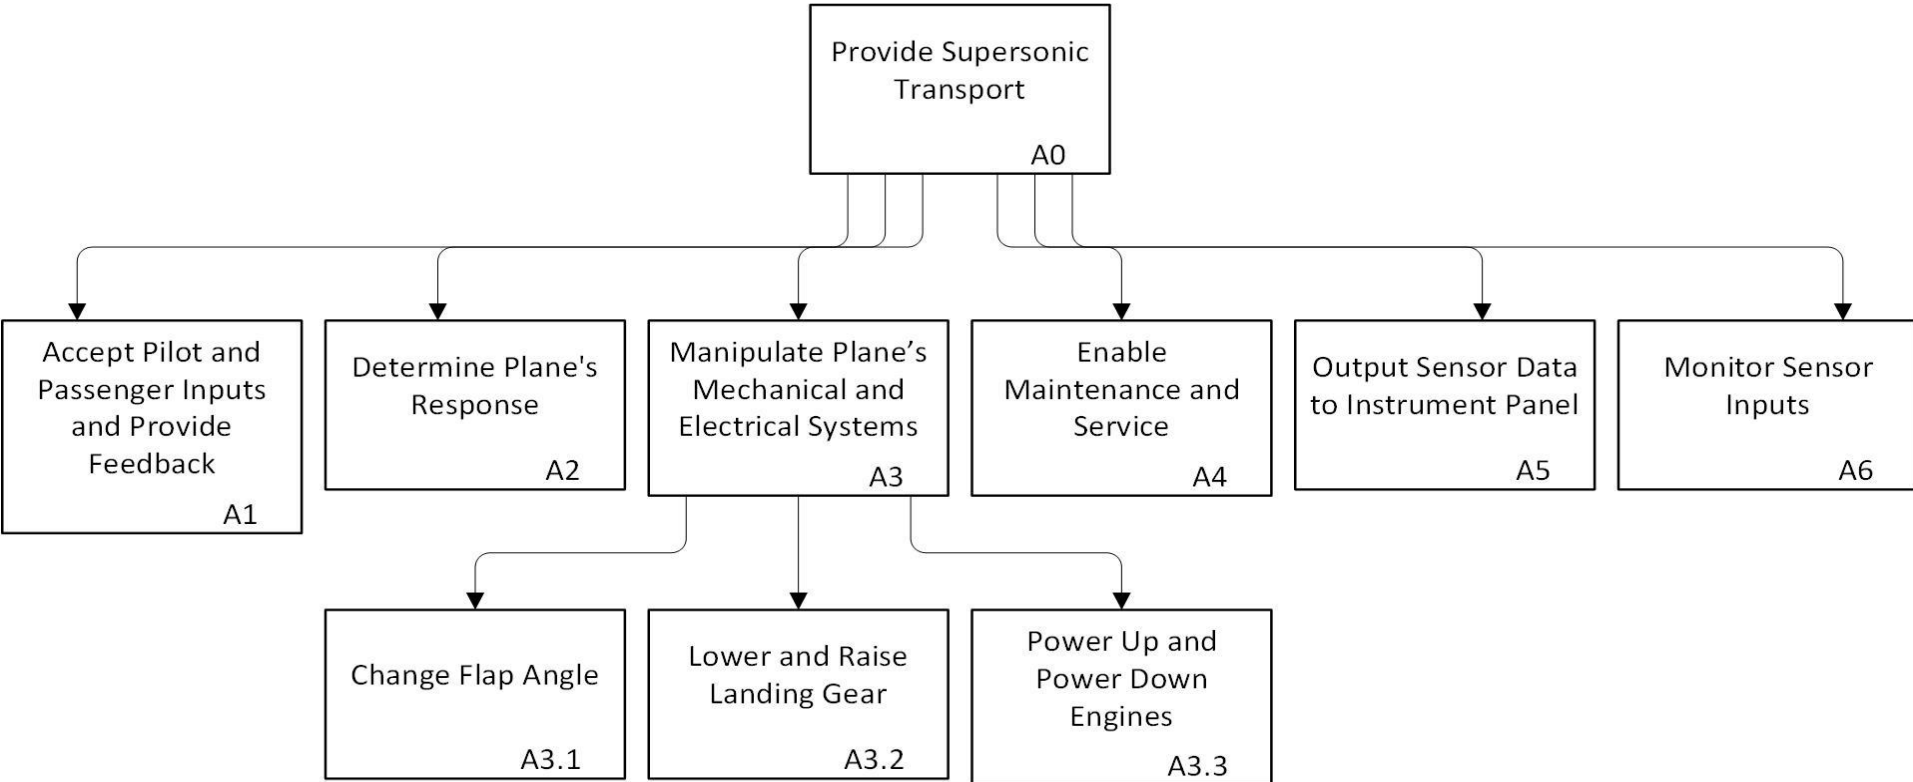 Provide Supersonic
Transport
A0
Accept Pilot and
Passenger Inputs
and Provide
Feedback
A1
Determine Plane's
Response
A2
Manipulate Plane’s
Mechanical and
Electrical Systems
A3
Enable
Maintenance and
Service
A4
Output Sensor Data
to Instrument Panel
A5
Monitor Sensor
Inputs
A6
Change Flap Angle
A3.1
Lower and Raise
Landing Gear
A3.2
Power Up and
Power Down
Engines
A3.3